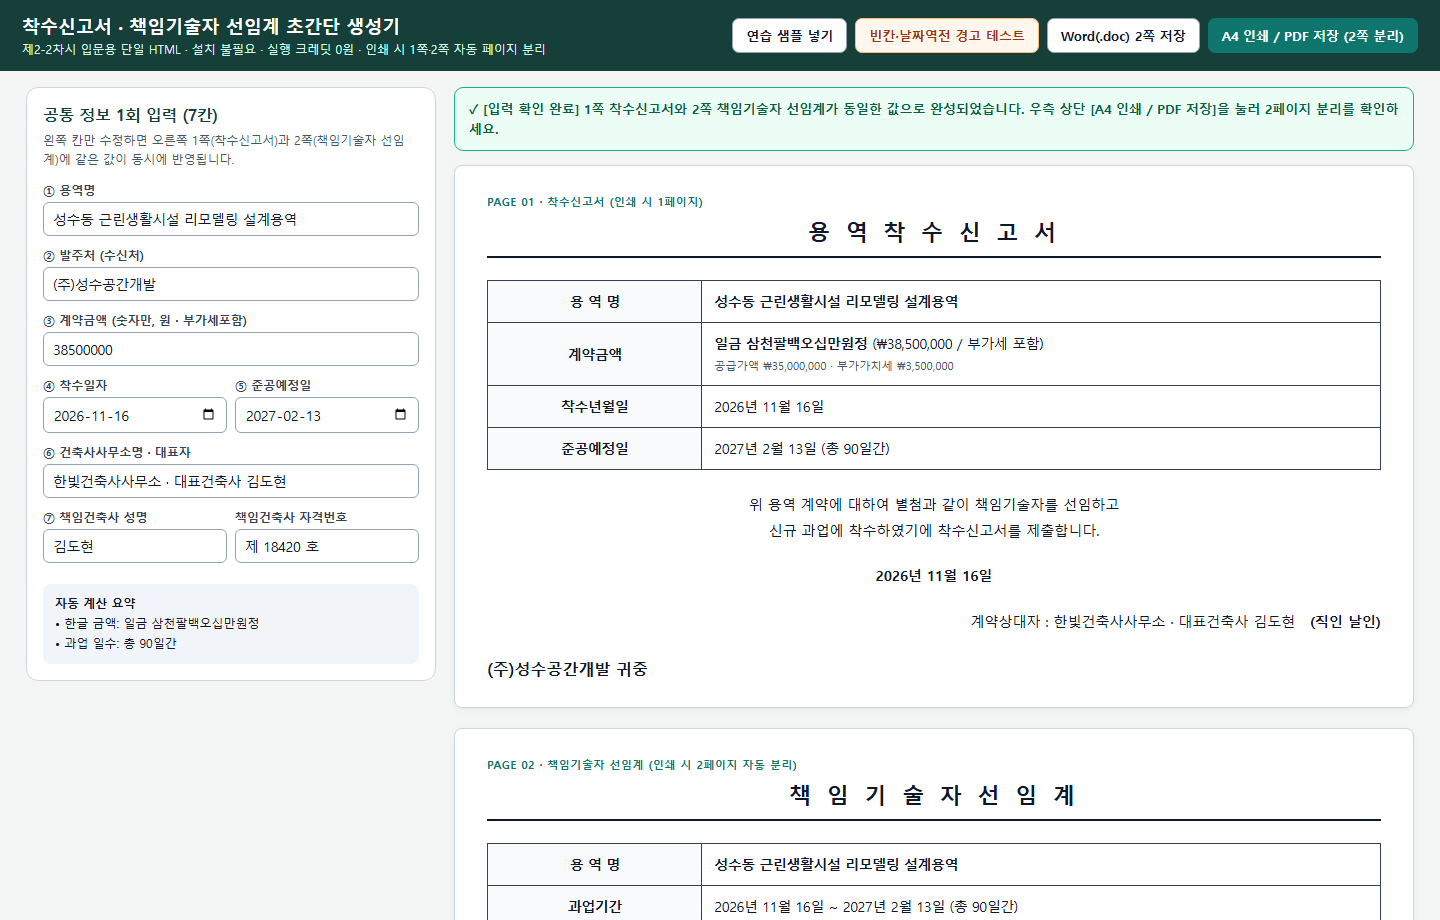 착수신고서 · 책임기술자 선임계 초간단 생성기
제2-2차시 입문용 단일 HTML · 설치 불필요 · 실행 크레딧 0원 · 인쇄 시 1쪽·2쪽 자동 페이지 분리
연습 샘플 넣기
빈칸·날짜역전 경고 테스트
Word(.doc) 2쪽 저장
A4 인쇄 / PDF 저장 (2쪽 분리)
공통 정보 1회 입력 (7칸)
왼쪽 칸만 수정하면 오른쪽 1쪽(착수신고서)과 2쪽(책임기술자 선임
계)에 같은 값이 동시에 반영됩니다.
① 용역명
성수동 근린생활시설 리모델링 설계용역
② 발주처 (수신처)
(주)성수공간개발
③ 계약금액 (숫자만, 원 · 부가세포함)
38500000
④ 착수일자
⑤ 준공예정일
2026-11-16
2027-02-13
⑥ 건축사사무소명 · 대표자
한빛건축사사무소 · 대표건축사 김도현
⑦ 책임건축사 성명
책임건축사 자격번호
김도현
제 18420 호
자동 계산 요약
• 한글 금액: 일금 삼천팔백오십만원정
• 과업 일수: 총 90일간
✓ [입력 확인 완료] 1쪽 착수신고서와 2쪽 책임기술자 선임계가 동일한 값으로 완성되었습니다. 우측 상단 [A4 인쇄 / PDF 저장]을 눌러 2페이지 분리를 확인하
세요.
PAGE 01 · 착수신고서 (인쇄 시 1페이지)
용 역 착 수 신 고 서
용 역 명
성수동 근린생활시설 리모델링 설계용역
계약금액
일금 삼천팔백오십만원정 (₩38,500,000 / 부가세 포함)
공급가액 ₩35,000,000 · 부가가치세 ₩3,500,000
착수년월일
2026년 11월 16일
준공예정일
2027년 2월 13일 (총 90일간)
위 용역 계약에 대하여 별첨과 같이 책임기술자를 선임하고
신규 과업에 착수하였기에 착수신고서를 제출합니다.
2026년 11월 16일
계약상대자 : 한빛건축사사무소 · 대표건축사 김도현 (직인 날인)
(주)성수공간개발 귀중
PAGE 02 · 책임기술자 선임계 (인쇄 시 2페이지 자동 분리)
책 임 기 술 자 선 임 계
용 역 명
성수동 근린생활시설 리모델링 설계용역
과업기간
2026년 11월 16일 ~ 2027년 2월 13일 (총 90일간)